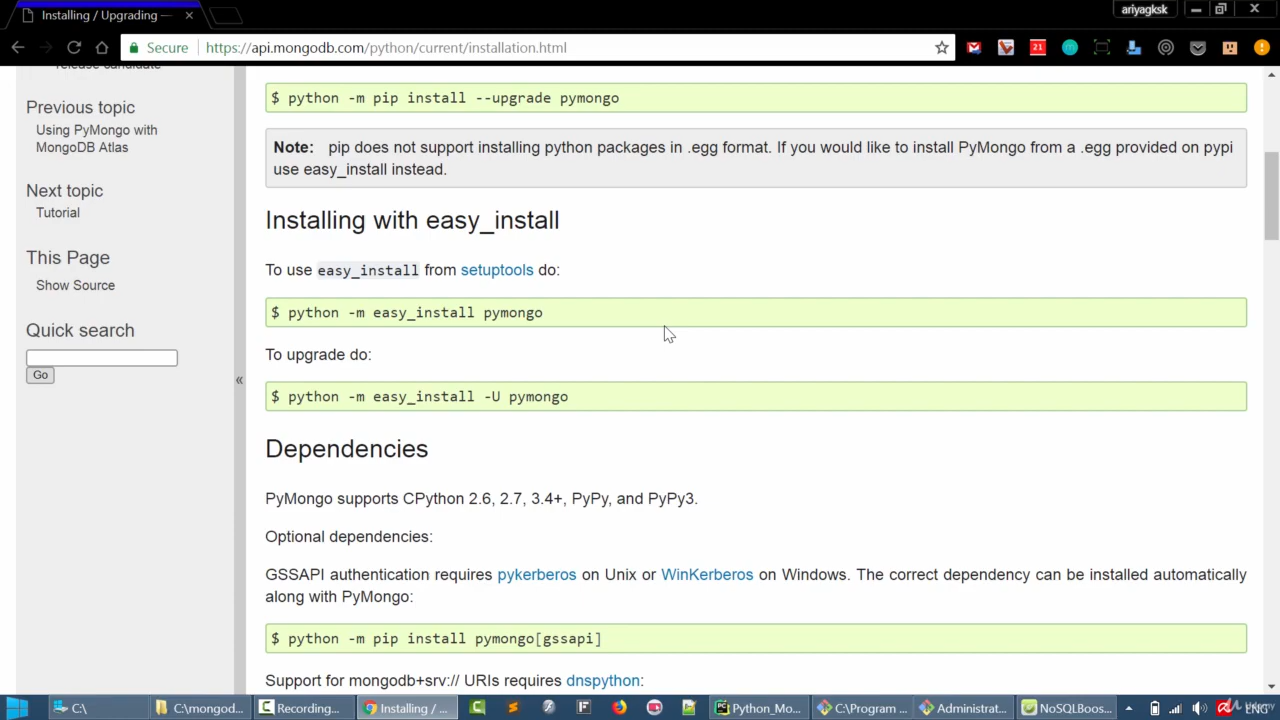 Installing / Upgrading —
ariyagksk
Secure
https://api.mongodb.com/python/current/installation.html
21
release candidate
Previous topic
Using PyMongo with
MongoDB Atlas
Next topic
Tutorial
This Page
Show Source
Quick search
Go
«
$ python -m pip install --upgrade pymongo
Note: pip does not support installing python packages in .egg format. If you would like to install PyMongo from a .egg provided on pypi
use easy_install instead.
Installing with easy_install
To use easy_install from setuptools do:
$ python -m easy_install pymongo
To upgrade do:
$ python -m easy_install -U pymongo
Dependencies
PyMongo supports CPython 2.6, 2.7, 3.4+, PyPy, and PyPy3.
Optional dependencies:
GSSAPI authentication requires pykerberos on Unix or WinKerberos on Windows. The correct dependency can be installed automatically
along with PyMongo:
$ python -m pip install pymongo[gssapi]
Support for mongodb+srv:// URIs requires dnspython:
C:\
C:\mongod...
Recording...
Installing / ...
Python_Mo...
C:\Program ...
Administrat...
NoSQLBoos...
ENG
Udemy